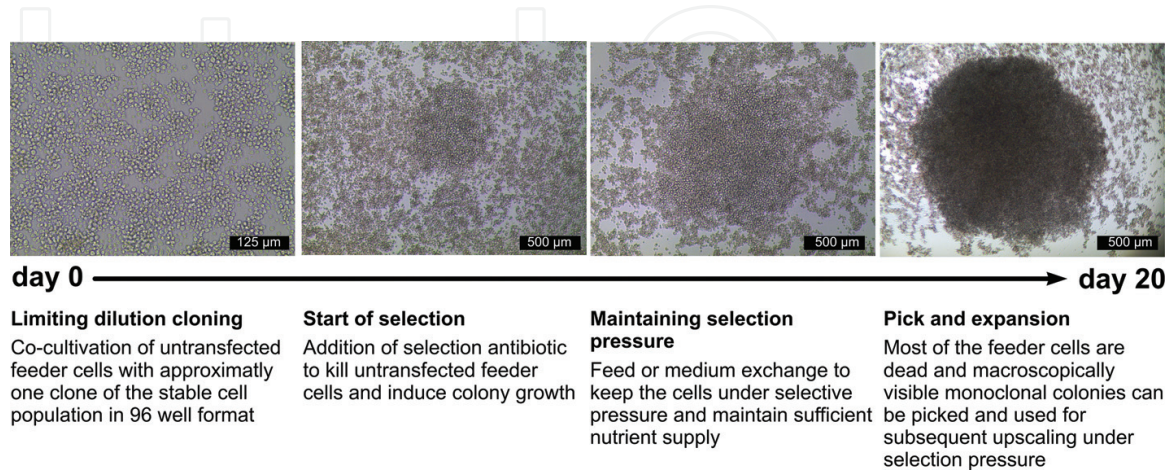 125 µm
500 µm
500 µm
500 µm
day 0
day 20
Limiting dilution cloning
Co-cultivation of untransfected
feeder cells with approximatly
one clone of the stable cell
population in 96 well format
Start of selection
Addition of selection antibiotic
to kill untransfected feeder
cells and induce colony growth
Maintaining selection
pressure
Feed or medium exchange to
keep the cells under selective
pressure and maintain sufficient
nutrient supply
Pick and expansion
Most of the feeder cells are
dead and macroscopically
visible monoclonal colonies can
be picked and used for
subsequent upscaling under
selection pressure